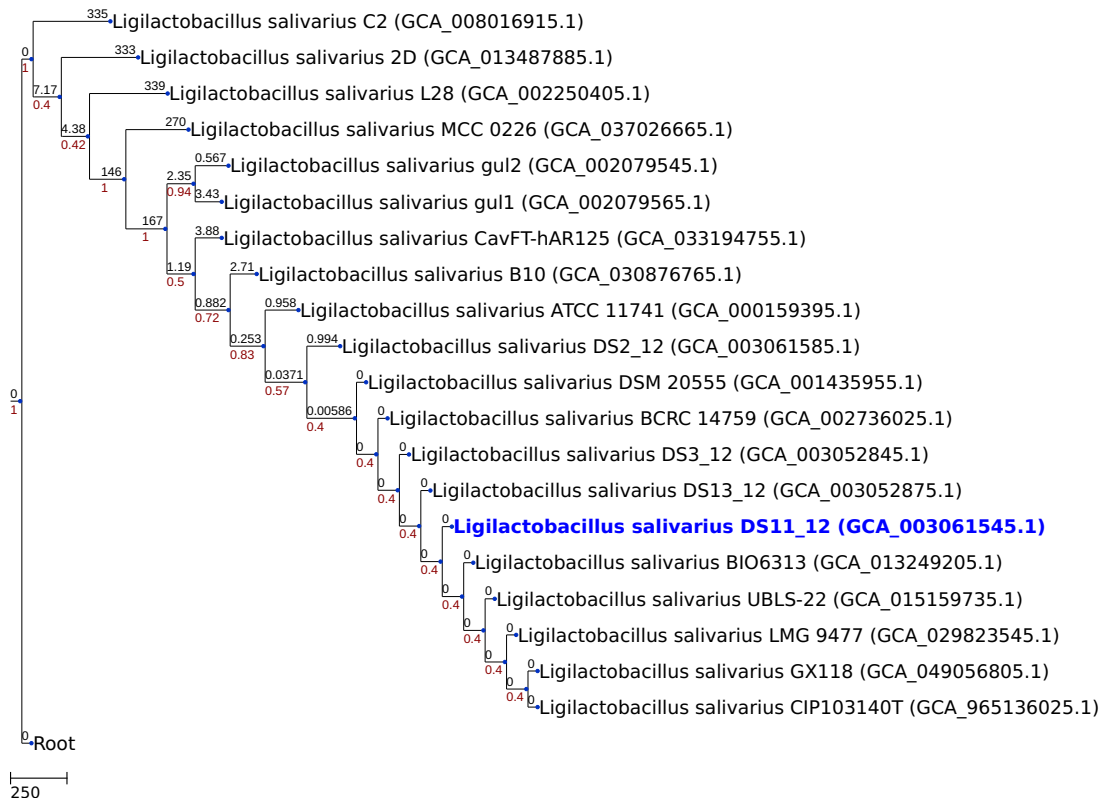 335 Ligilactobacillus salivarius C2 (GCA_008016915.1)
0
1
333 Ligilactobacillus salivarius 2D (GCA_013487885.1)
7.17
0.4
339 Ligilactobacillus salivarius L28 (GCA_002250405.1)
4.38
0.42
270 Ligilactobacillus salivarius MCC 0226 (GCA_037026665.1)
146
1
0.567 Ligilactobacillus salivarius gul2 (GCA_002079545.1)
2.35
0.94
3.43 Ligilactobacillus salivarius gul1 (GCA_002079565.1)
167
1
3.88 Ligilactobacillus salivarius CavFT-hAR125 (GCA_033194755.1)
1.19
0.5
2.71 Ligilactobacillus salivarius B10 (GCA_030876765.1)
0.882
0.72
0.958 Ligilactobacillus salivarius ATCC 11741 (GCA_000159395.1)
0.253
0.83
0.994 Ligilactobacillus salivarius DS2_12 (GCA_003061585.1)
0.0371
0.57
0 Ligilactobacillus salivarius DSM 20555 (GCA_001435955.1)
0
1
0.00586
0.4
0 Ligilactobacillus salivarius BCRC 14759 (GCA_002736025.1)
0
0.4
0 Ligilactobacillus salivarius DS3_12 (GCA_003052845.1)
0
0.4
0 Ligilactobacillus salivarius DS13_12 (GCA_003052875.1)
0
0.4
0 Ligilactobacillus salivarius DS11_12 (GCA_003061545.1)
0
0.4
0 Ligilactobacillus salivarius BIO6313 (GCA_013249205.1)
0
0.4
0 Ligilactobacillus salivarius UBLS-22 (GCA_015159735.1)
0
0.4
0 Ligilactobacillus salivarius LMG 9477 (GCA_029823545.1)
0
0.4
0 Ligilactobacillus salivarius GX118 (GCA_049056805.1)
0
0.4
0 Ligilactobacillus salivarius CIP103140T (GCA_965136025.1)
0 Root
250